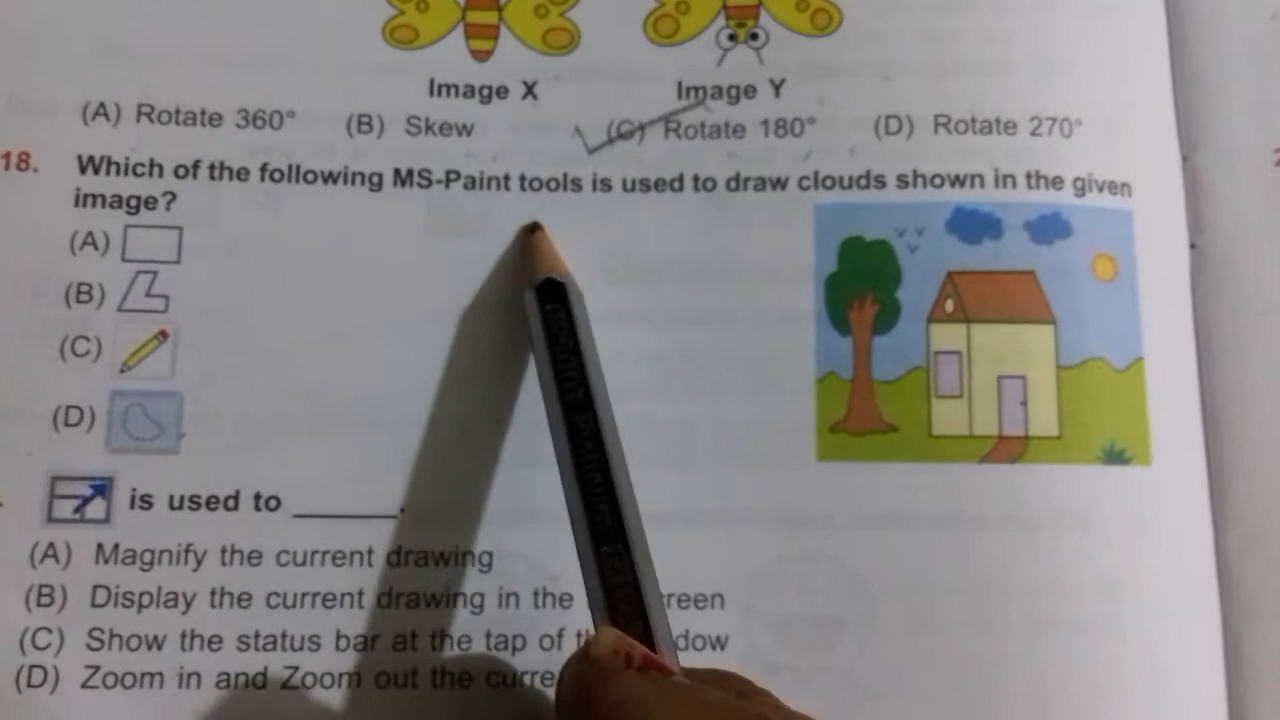 Image X Image Y
(A) Rotate 360° (B) Skew (C) Rotate 180° (D) Rotate 270°
18. Which of the following MS-Paint tools is used to draw clouds shown in the given
image?
(A)
(B)
(C)
(D)
is used to ______.
(A) Magnify the current drawing
(B) Display the current drawing in the reen
(C) Show the status bar at the tap of dow
(D) Zoom in and Zoom out the curre